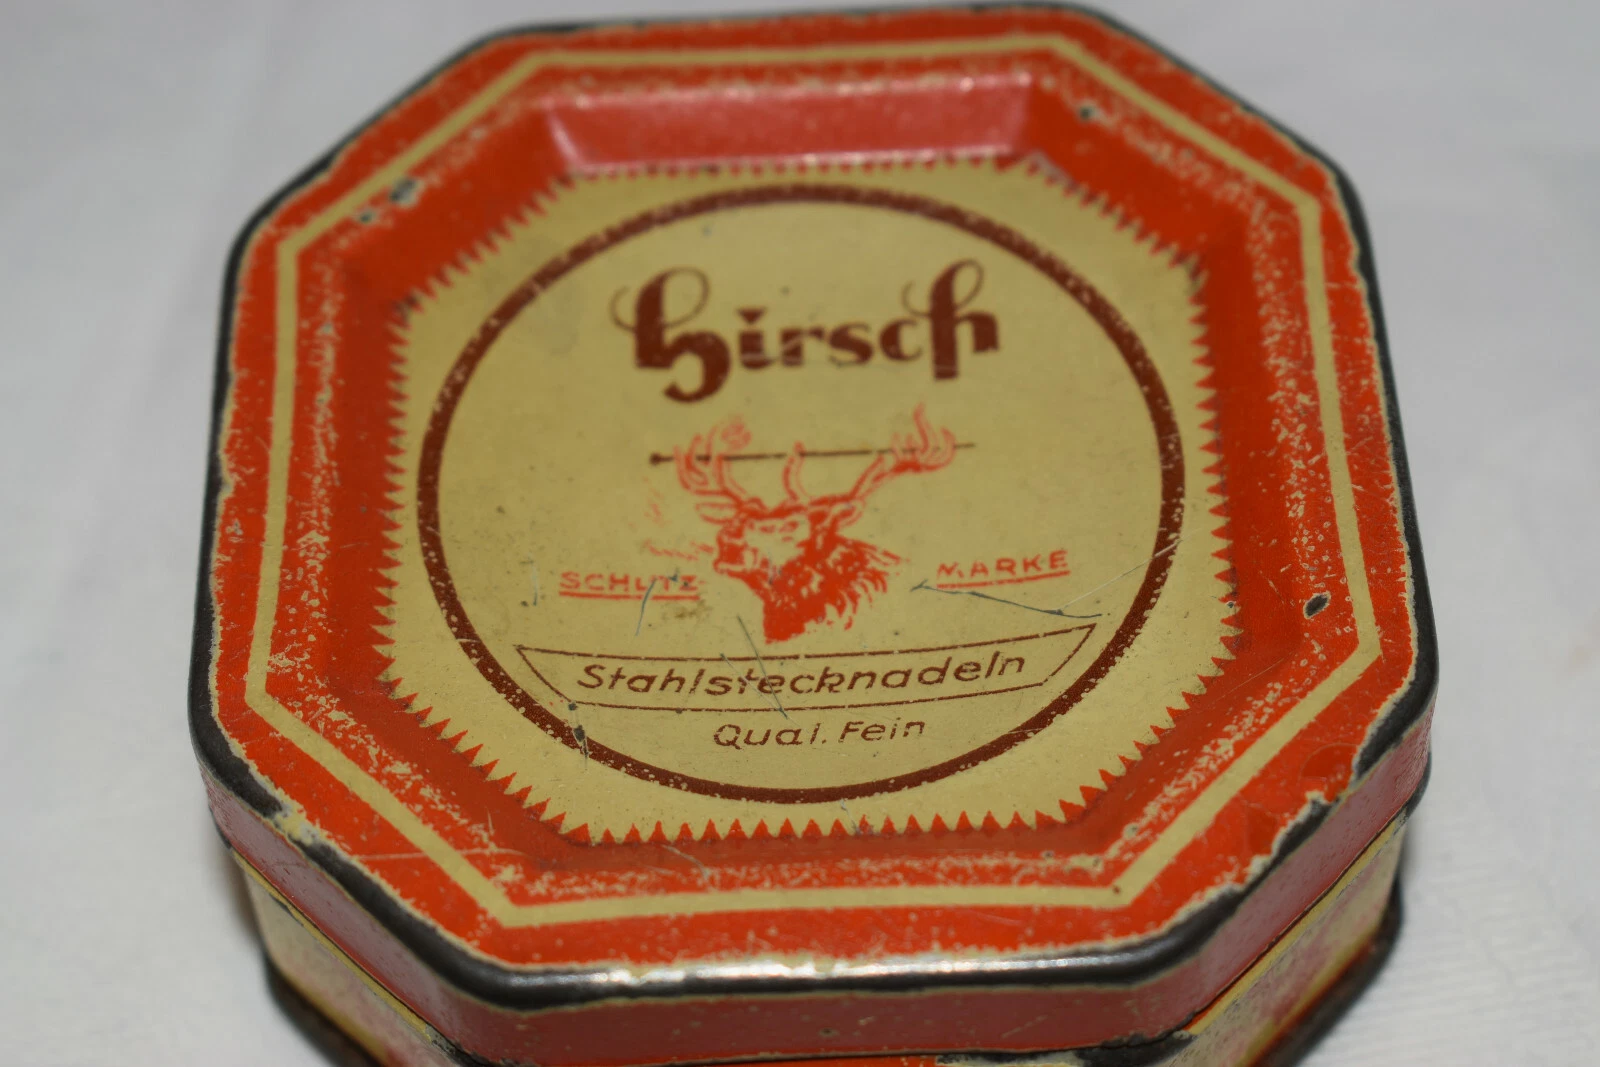 Hirsch
SCHUTZ MARKE
Stahlstecknadeln
Qual. Fein